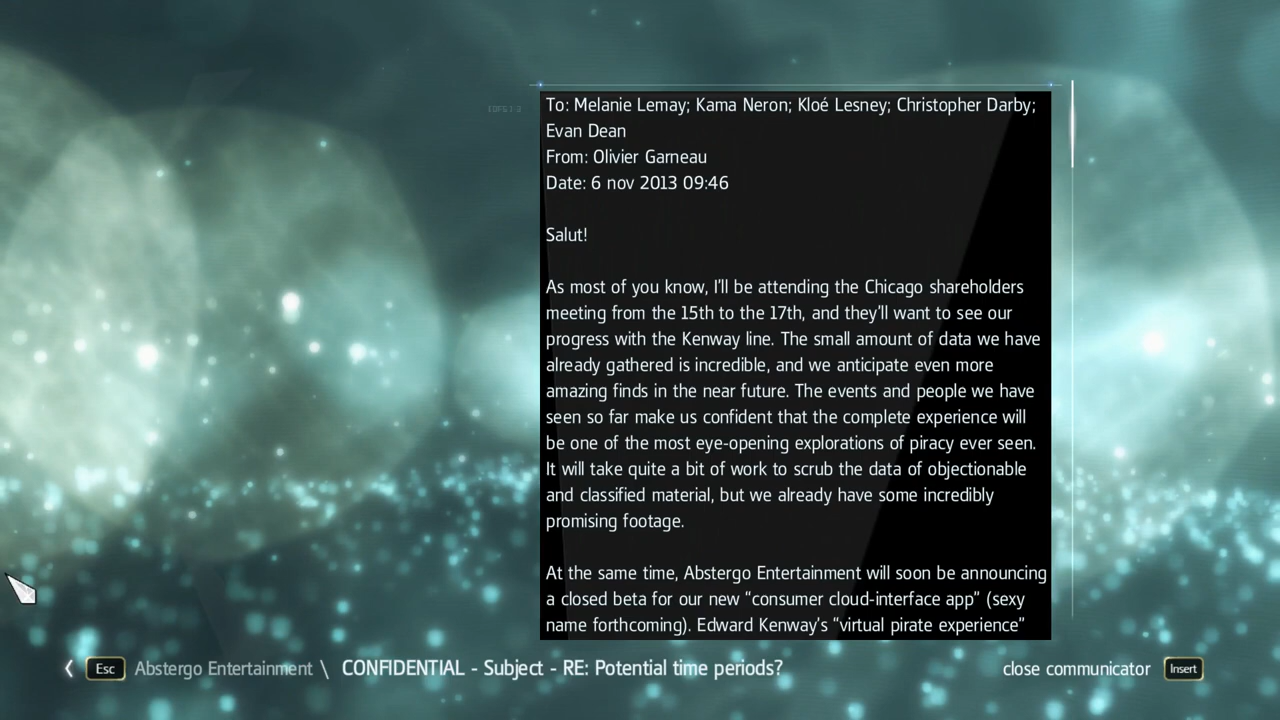 To: Melanie Lemay; Kama Neron; Kloé Lesney; Christopher Darby;
Evan Dean
From: Olivier Garneau
Date: 6 nov 2013 09:46
Salut!
As most of you know, I'll be attending the Chicago shareholders
meeting from the 15th to the 17th, and they'll want to see our
progress with the Kenway line. The small amount of data we have
already gathered is incredible, and we anticipate even more
amazing finds in the near future. The events and people we have
seen so far make us confident that the complete experience will
be one of the most eye-opening explorations of piracy ever seen.
It will take quite a bit of work to scrub the data of objectionable
and classified material, but we already have some incredibly
promising footage.
At the same time, Abstergo Entertainment will soon be announcing
a closed beta for our new “consumer cloud-interface app” (sexy
name forthcoming). Edward Kenway's “virtual pirate experience”
Esc Abstergo Entertainment \ CONFIDENTIAL - Subject - RE: Potential time periods?
close communicator Insert